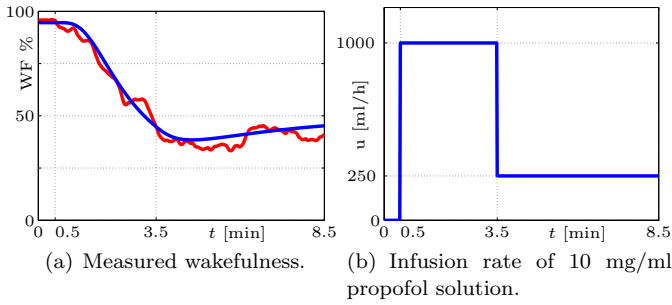 100
50
0
WF %
0 0.5 3.5 t [min] 8.5
(a) Measured wakefulness.
1000
250
0
u [ml/h]
0 0.5 3.5 t [min] 8.5
(b) Infusion rate of 10 mg/ml
propofol solution.